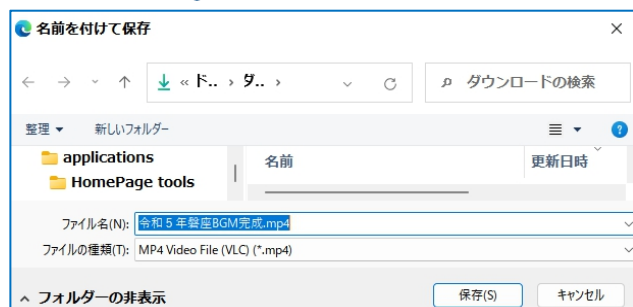 名前を付けて保存
« ド.. › ダ.. ›
ダウンロードの検索
整理 新しいフォルダー
applications
HomePage tools
名前 更新日時
ファイル名(N): 令和５年磐座BGM完成.mp4
ファイルの種類(T): MP4 Video File (VLC) (*.mp4)
フォルダーの非表示
保存(S) キャンセル